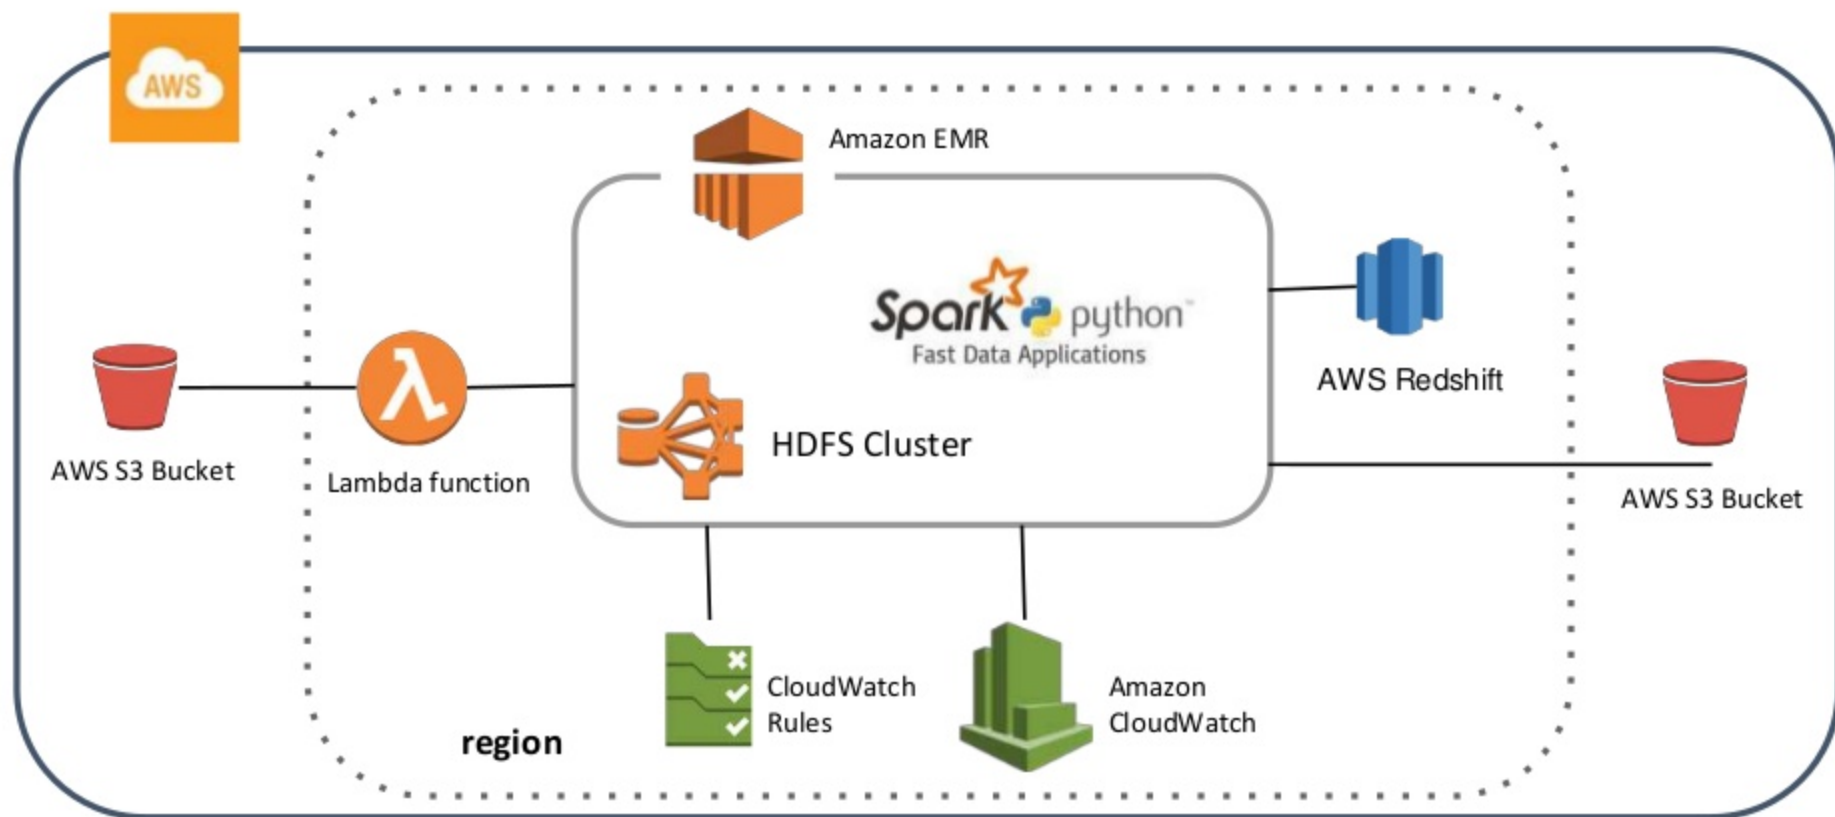 AWS
Amazon EMR
Spark python™
Fast Data Applications
AWS Redshift
HDFS Cluster
AWS S3 Bucket
Lambda function
AWS S3 Bucket
CloudWatch
Rules
Amazon
CloudWatch
region